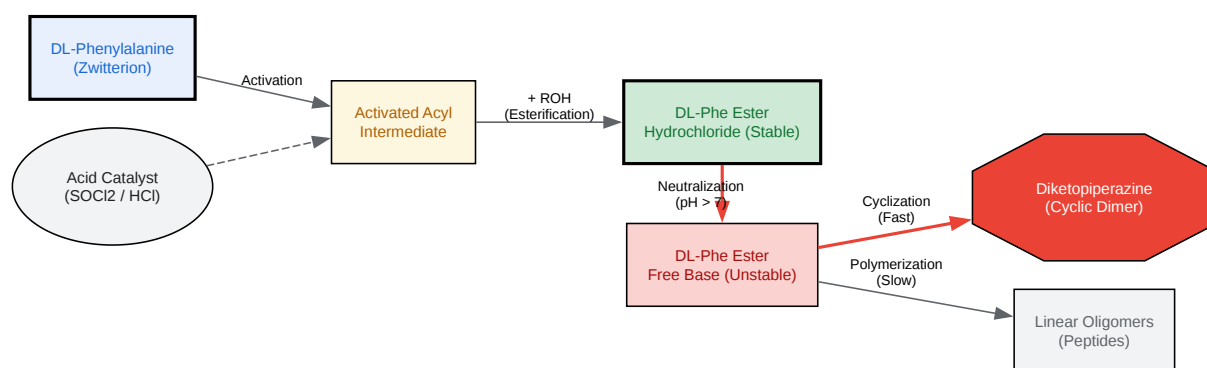 DL-Phenylalanine
(Zwitterion)
Activation
Acid Catalyst
(SOCl2 / HCl)
Activated Acyl
Intermediate
+ ROH
(Esterification)
DL-Phe Ester
Hydrochloride (Stable)
Neutralization
(pH > 7)
DL-Phe Ester
Free Base (Unstable)
Cyclization
(Fast)
Diketopiperazine
(Cyclic Dimer)
Polymerization
(Slow)
Linear Oligomers
(Peptides)